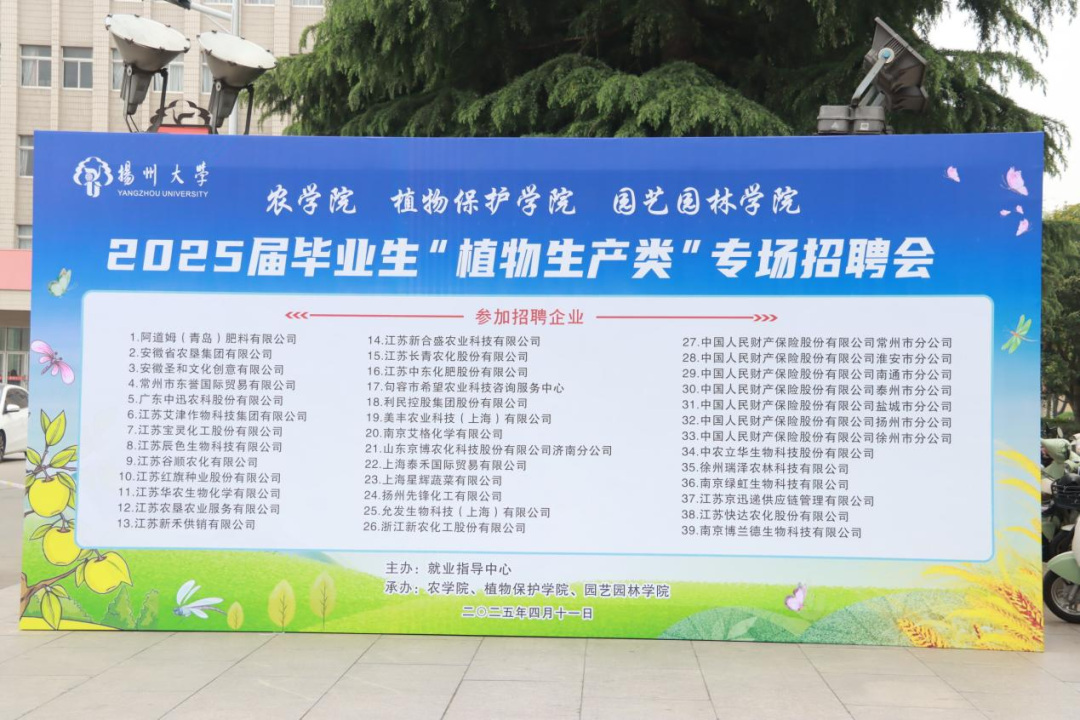 揚州大學
YANGZHOU UNIVERSITY
农学院 植物保护学院 园艺园林学院
2025届毕业生“植物生产类”专场招聘会
参加招聘企业
1.阿道姆（青岛）肥料有限公司
2.安徽省农垦集团有限公司
3.安徽圣和文化创意有限公司
4.常州市东誉国际贸易有限公司
5.广东中迅农科股份有限公司
6.江苏艾津作物科技集团有限公司
7.江苏宝灵化工股份有限公司
8.江苏辰色生物科技有限公司
9.江苏谷顺农化有限公司
10.江苏红旗种业股份有限公司
11.江苏华农生物化学有限公司
12.江苏农垦农业服务有限公司
13.江苏新禾供销有限公司
14.江苏新合盛农业科技有限公司
15.江苏长青农化股份有限公司
16.江苏中东化肥股份有限公司
17.句容市希望农业科技咨询服务中心
18.利民控股集团股份有限公司
19.美丰农业科技（上海）有限公司
20.南京艾格化学有限公司
21.山东京博农化科技股份有限公司济南分公司
22.上海泰禾国际贸易有限公司
23.上海星辉蔬菜有限公司
24.扬州先锋化工有限公司
25.允发生物科技（上海）有限公司
26.浙江新农化工股份有限公司
27.中国人民财产保险股份有限公司常州市分公司
28.中国人民财产保险股份有限公司淮安市分公司
29.中国人民财产保险股份有限公司南通市分公司
30.中国人民财产保险股份有限公司泰州市分公司
31.中国人民财产保险股份有限公司盐城市分公司
32.中国人民财产保险股份有限公司扬州市分公司
33.中国人民财产保险股份有限公司徐州市分公司
34.中农立华生物科技股份有限公司
35.徐州瑞泽农林科技有限公司
36.南京绿虹生物科技有限公司
37.江苏京迅递供应链管理有限公司
38.江苏快达农化股份有限公司
39.南京博兰德生物科技有限公司
主办：就业指导中心
承办：农学院、植物保护学院、园艺园林学院
二〇二五年四月十一日